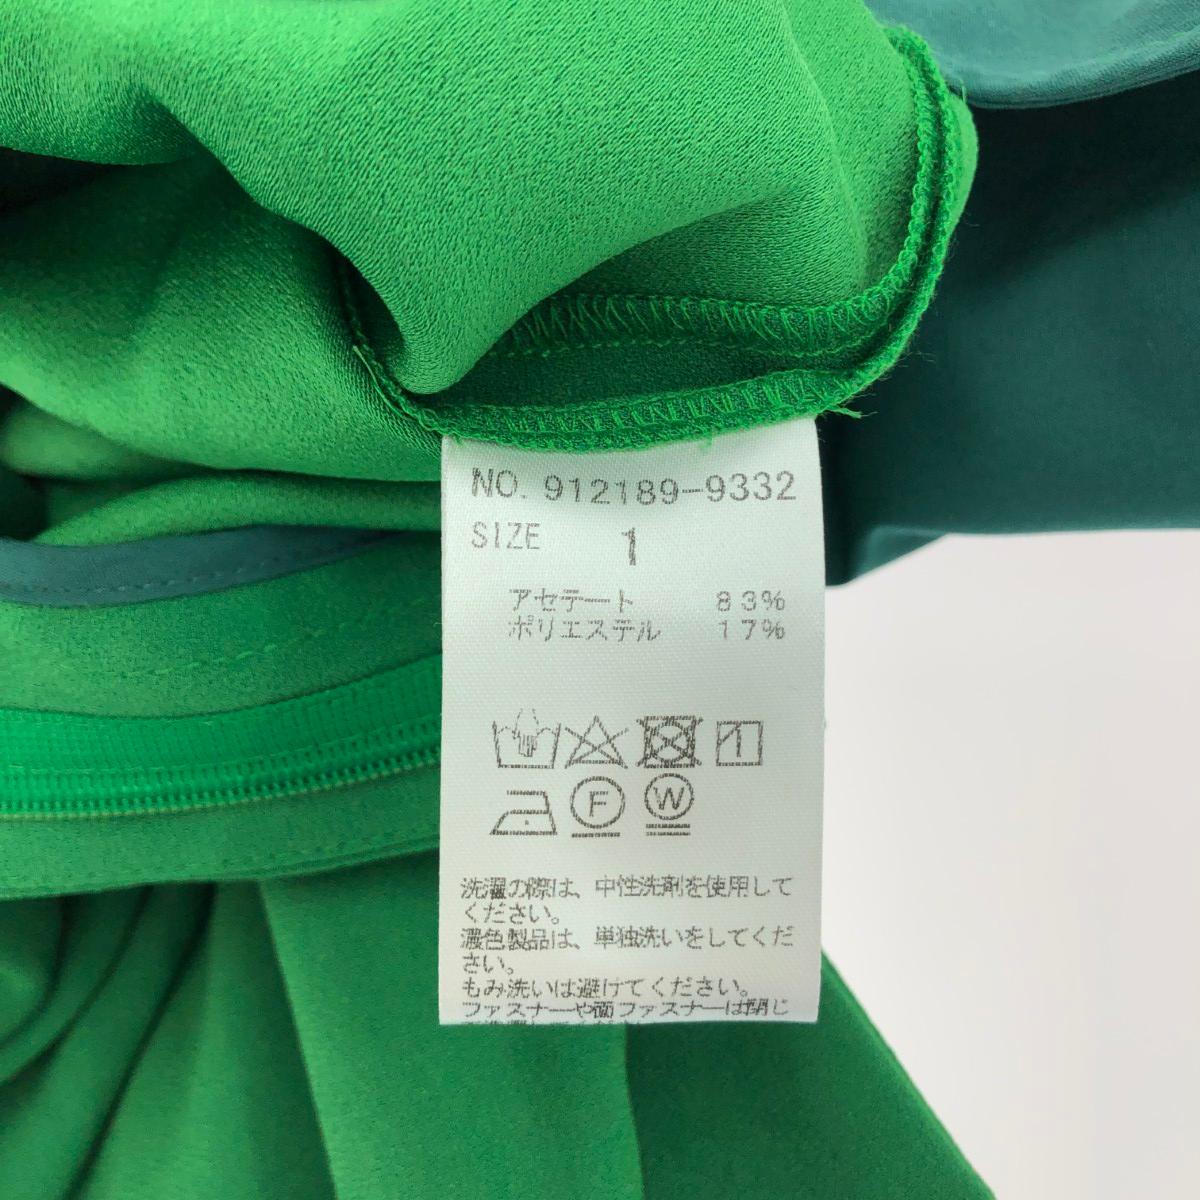 NO. 912189-9332
SIZE 1
アセテート 83%
ポリエステル 17%
F W
洗濯の際は、中性洗剤を使用して
ください。
濃色製品は、単独洗いをしてくだ
さい。
もみ洗いは避けてください。
ファスナーや面ファスナーは閉じ